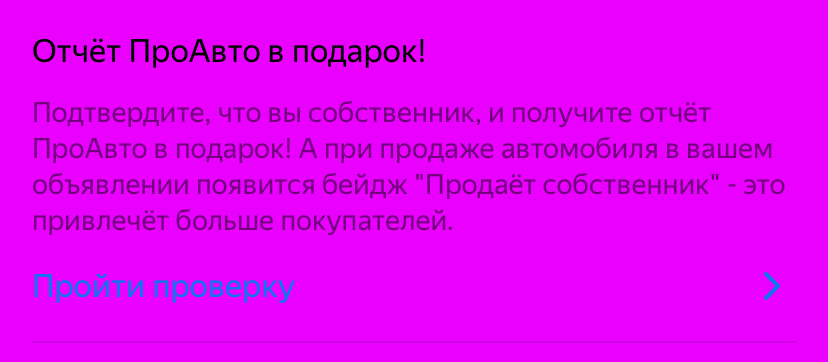 Отчёт ПроАвто в подарок!
Подтвердите, что вы собственник, и получите отчёт
ПроАвто в подарок! А при продаже автомобиля в вашем
объявлении появится бейдж "Продаёт собственник" - это
привлечёт больше покупателей.
Пройти проверку